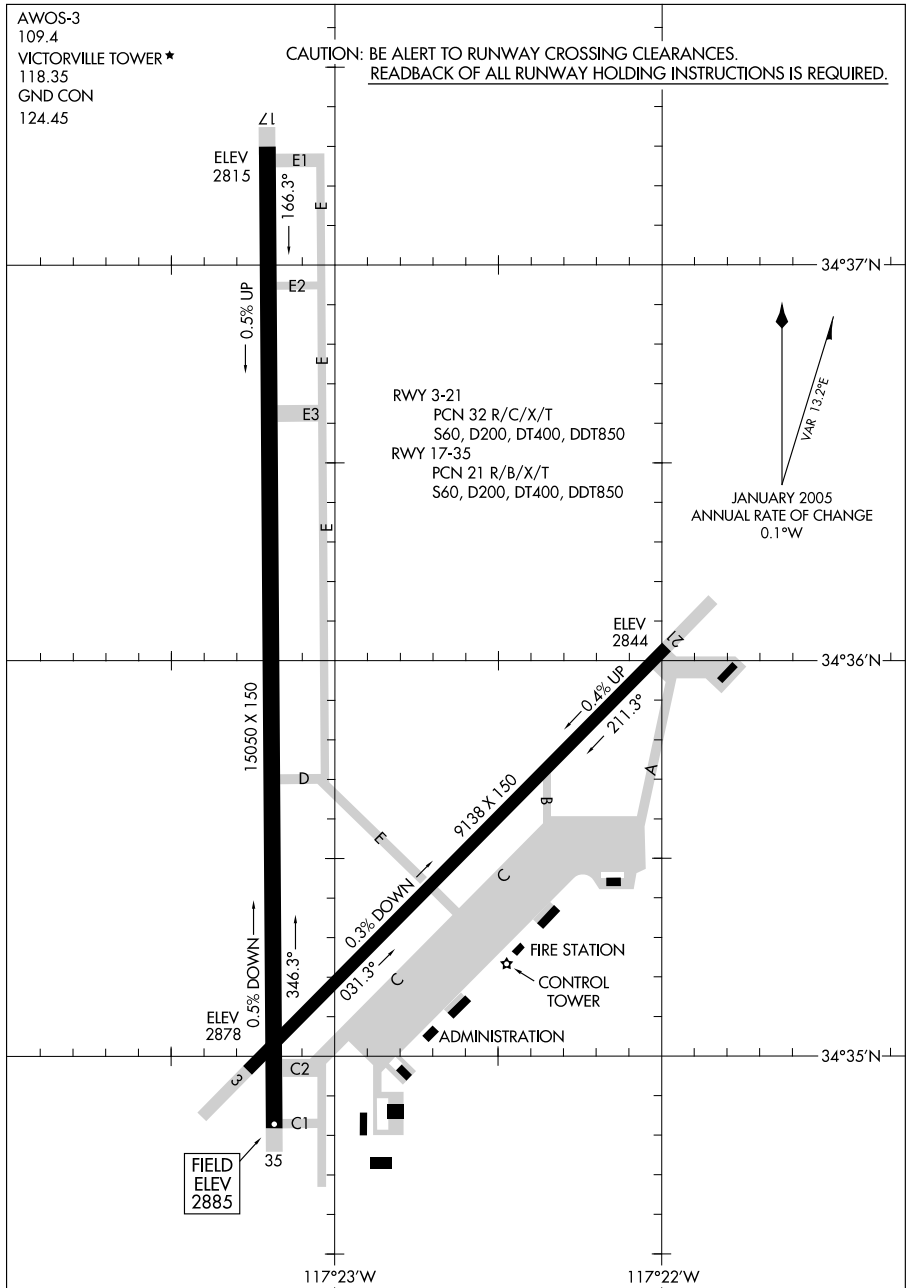 AWOS-3
109.4
VICTORVILLE TOWER★
118.35
GND CON
124.45
CAUTION: BE ALERT TO RUNWAY CROSSING CLEARANCES.
READBACK OF ALL RUNWAY HOLDING INSTRUCTIONS IS REQUIRED.
17
ELEV
2815
E1
166.3°
E
34°37'N
E2
0.5% UP
E
E3
RWY 3-21
PCN 32 R/C/X/T
S60, D200, DT400, DDT850
RWY 17-35
PCN 21 R/B/X/T
S60, D200, DT400, DDT850
VAR 13.2°E
JANUARY 2005
ANNUAL RATE OF CHANGE
0.1°W
E
ELEV
2844
21
34°36'N
0.4% UP
211.3°
15050 X 150
D
A
B
9138 X 150
E
C
0.3% DOWN
031.3°
C
0.5% DOWN
346.3°
FIRE STATION
CONTROL
TOWER
ADMINISTRATION
ELEV
2878
34°35'N
3
C2
C1
35
FIELD
ELEV
2885
117°23'W
117°22'W